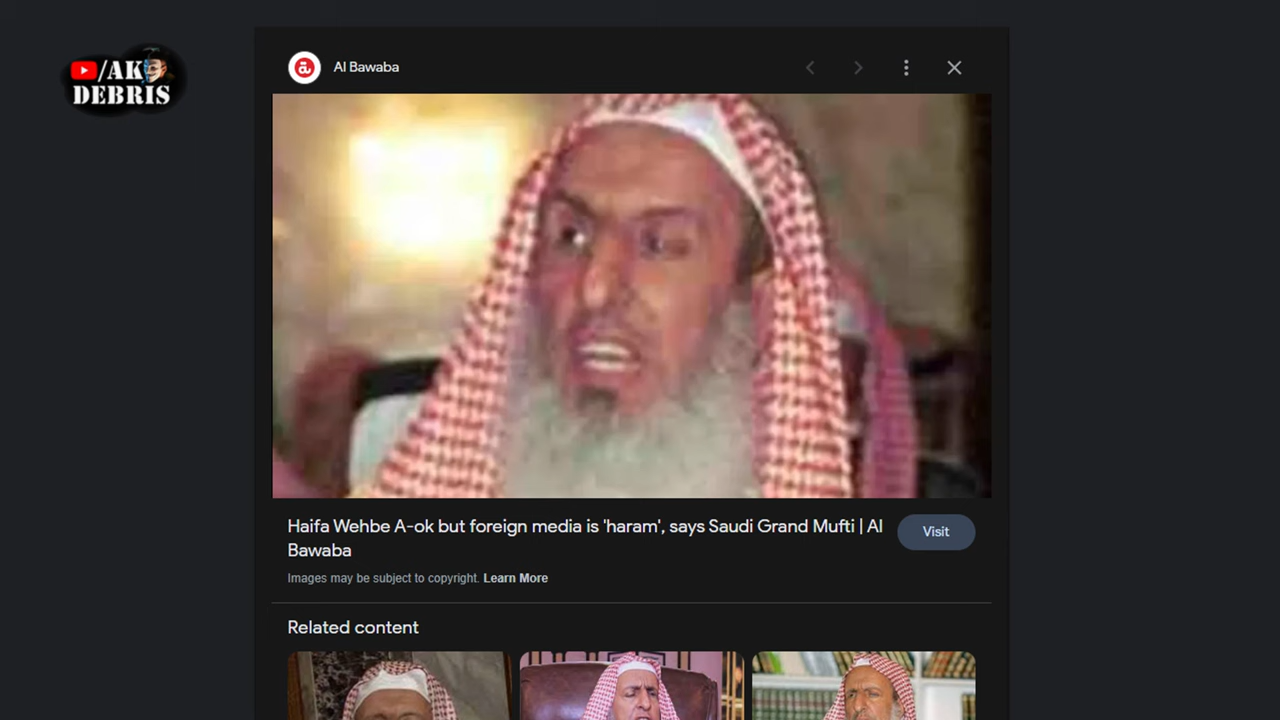 /AK
DEBRIS
Al Bawaba
Haifa Wehbe A-ok but foreign media is 'haram', says Saudi Grand Mufti | Al
Bawaba
Visit
Images may be subject to copyright. Learn More
Related content